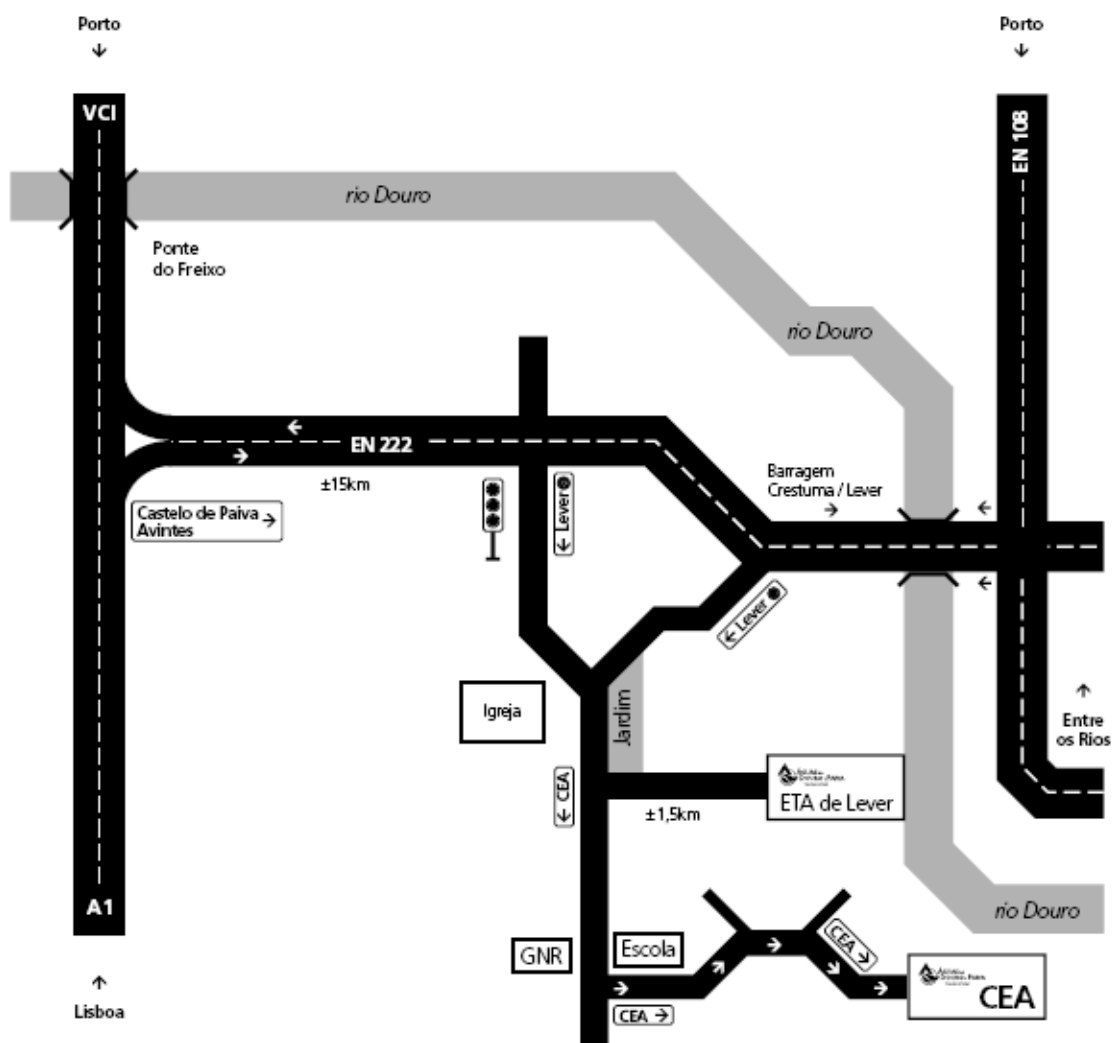 Porto
↓
Porto
↓
VCI
EN 108
rio Douro
Ponte
do Freixo
rio Douro
←
EN 222
→
±15km
Castelo de Paiva →
Avintes
← Lever
Barragem
Crestuma / Lever
→
←
←
← Lever
Igreja
Jardim
↑
Entre
os Rios
← CEA
ETA de Lever
±1,5km
A1
rio Douro
GNR
Escola
CEA →
CEA
CEA →
↑
Lisboa